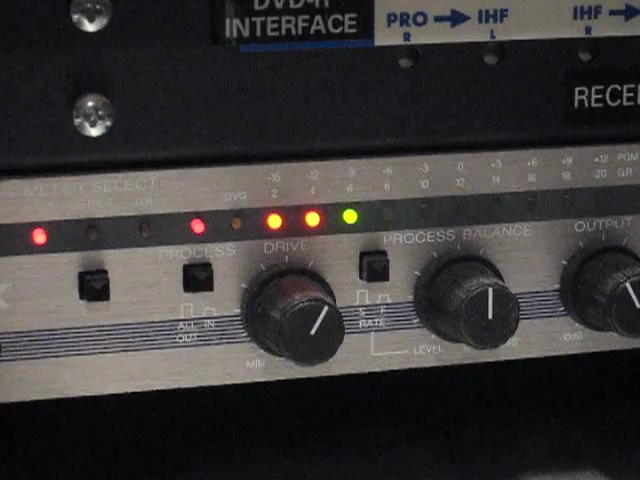 DVD-R
INTERFACE
PRO → IHF
R L
IHF →
R
RECE
METER SELECT
-15 -12 -9 -6 -3 0 +3 +6 +9 +12 PGM
DVG 2 4 6 8 10 12 14 16 18 20 G.R
PROCESS
DRIVE
PROCESS BALANCE
OUTPUT
ALL IN
OUT
RATE
LEVEL
MIN
-10dB